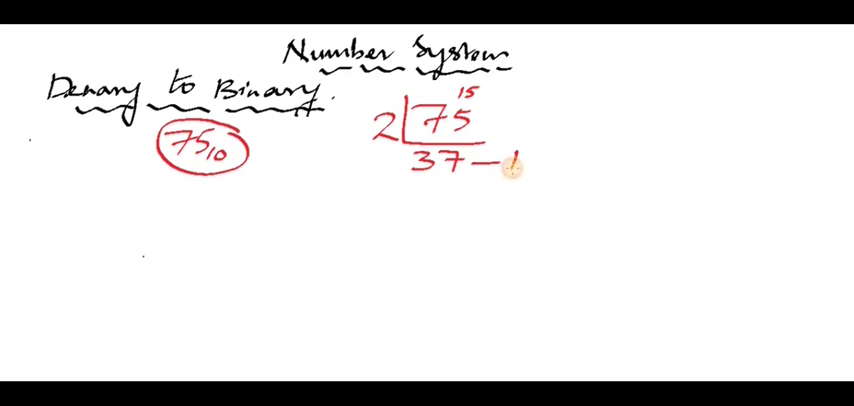 Number System
Denary to Binary.
75₁₀
15
2 75
37 — 1